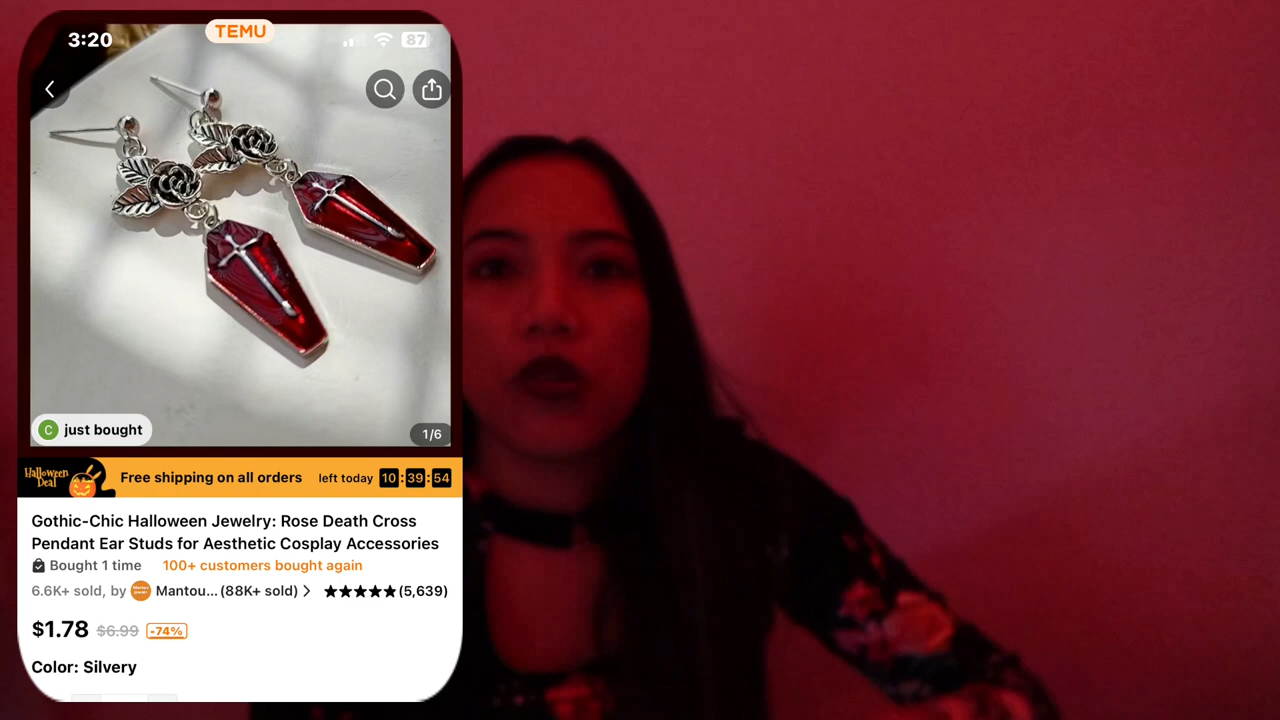 TEMU
3:20
87
C just bought
1/6
Halloween Deal
Free shipping on all orders left today 10:39:54
Gothic-Chic Halloween Jewelry: Rose Death Cross
Pendant Ear Studs for Aesthetic Cosplay Accessories
Bought 1 time 100+ customers bought again
6.6K+ sold, by Mantou... (88K+ sold) (5,639)
$1.78 $6.99 -74%
Color: Silvery